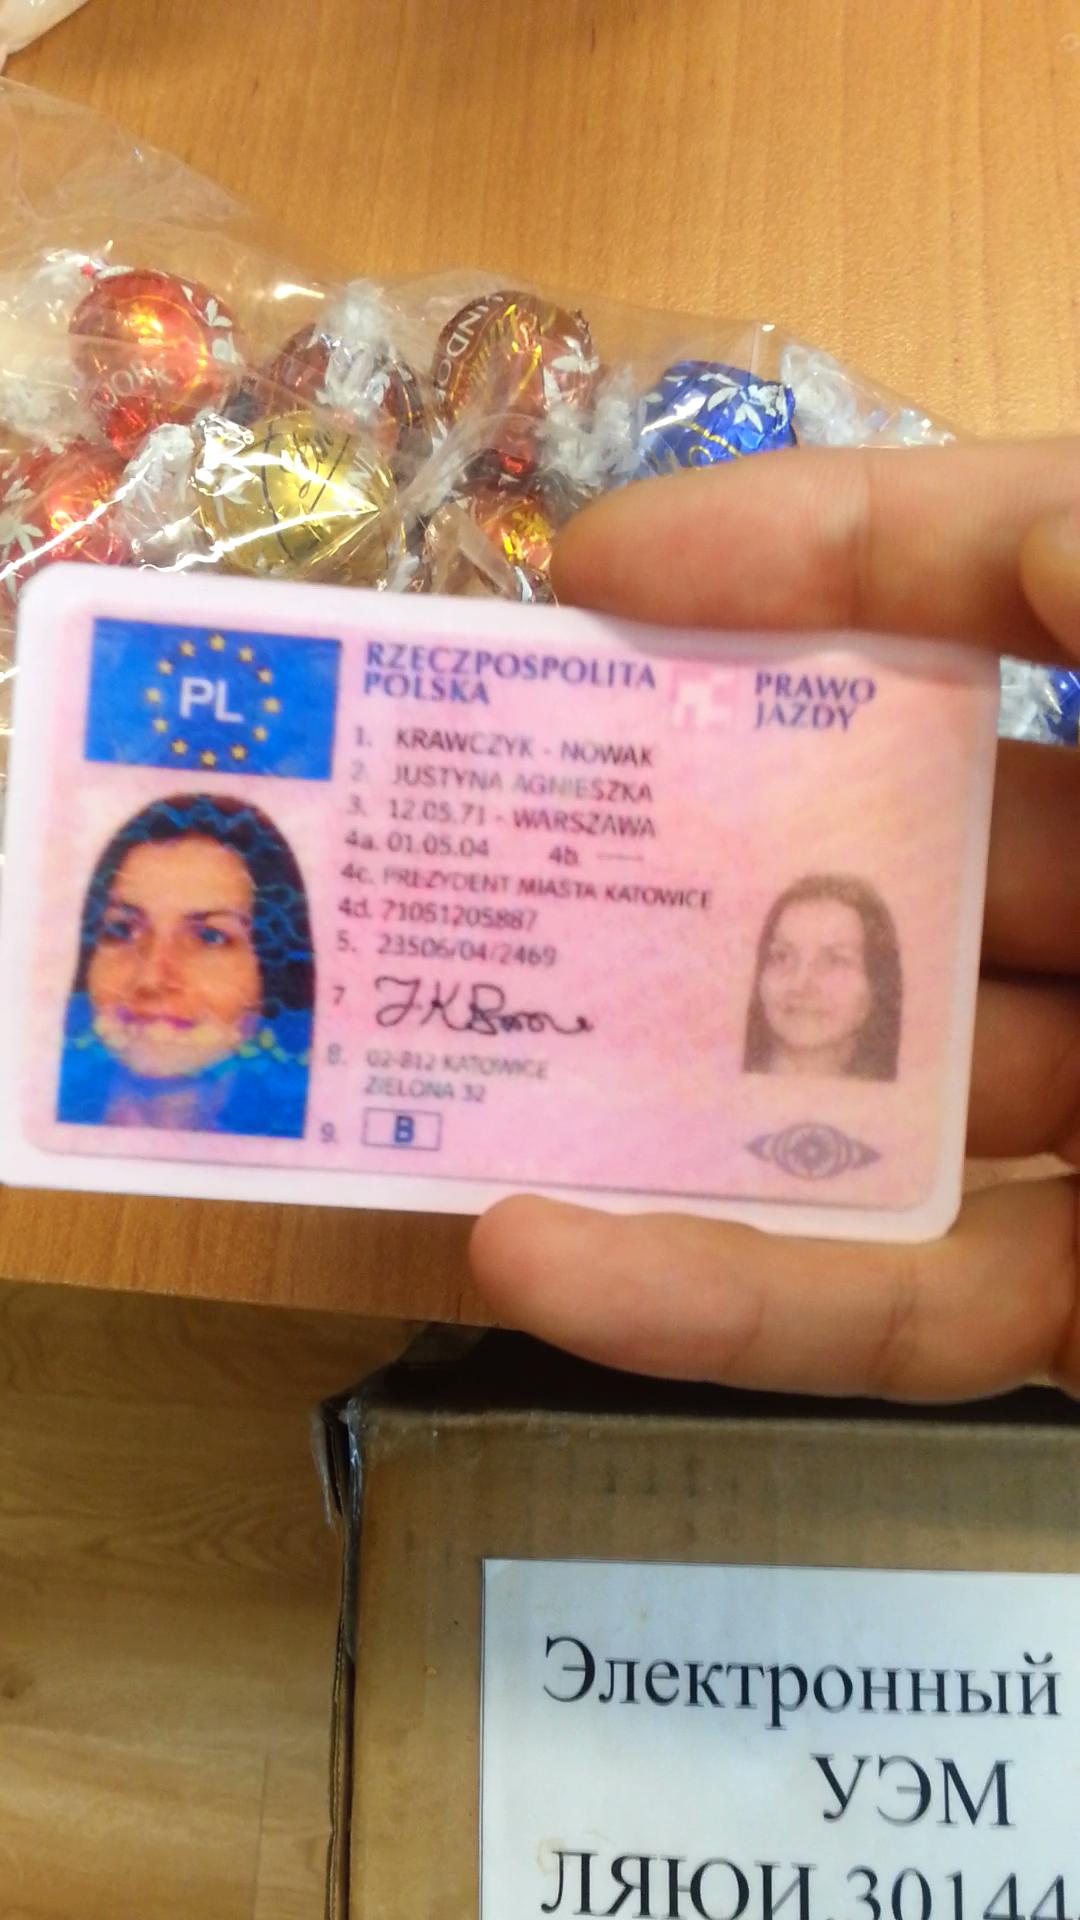 INDO
PL
RZECZPOSPOLITA
POLSKA
PRAWO
JAZDY
1. KRAWCZYK - NOWAK
2. JUSTYNA AGNIESZKA
3. 12.05.71 - WARSZAWA
4a. 01.05.04 4b. —
4c. PREZYDENT MIASTA KATOWICE
4d. 71051205887
5. 23506/04/2469
7
8. 02-812 KATOWICE
ZIELONA 32
9. B
Электронный
УЭМ
ЛЯЮИ.30144